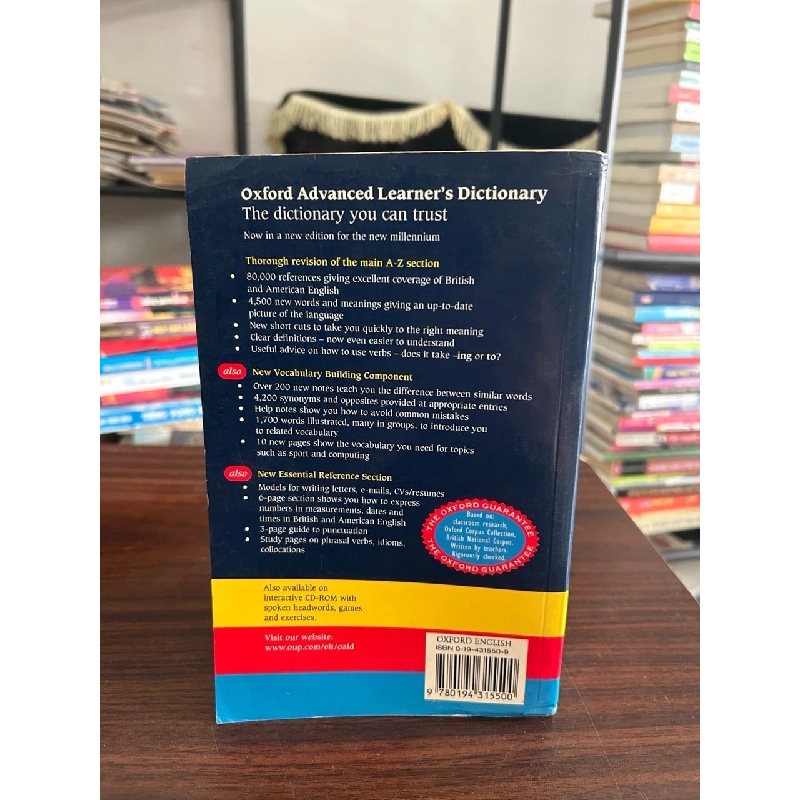 Oxford Advanced Learner's Dictionary
The dictionary you can trust
Now in a new edition for the new millennium
Thorough revision of the main A-Z section
• 80,000 references giving excellent coverage of British
and American English
• 4,500 new words and meanings giving an up-to-date
picture of the language
• New short cuts to take you quickly to the right meaning
• Clear definitions – now even easier to understand
• Useful advice on how to use verbs – does it take -ing or to?
also New Vocabulary Building Component
• Over 200 new notes teach you the difference between similar words
• 4,200 synonyms and opposites provided at appropriate entries
• Help notes show you how to avoid common mistakes
• 1,700 words illustrated, many in groups, to introduce you
to related vocabulary
• 10 new pages show the vocabulary you need for topics
such as sport and computing
also New Essential Reference Section
• Models for writing letters, e-mails, CVs/resumes
• 6-page section shows you how to express
numbers in measurements, dates and
times in British and American English
• 3-page guide to punctuation
• Study pages on phrasal verbs, idioms,
collocations
THE OXFORD GUARANTEE
Based on:
classroom research,
Oxford Corpus Collection,
British National Corpus.
Written by teachers.
Rigorously checked.
THE OXFORD GUARANTEE
Also available on
interactive CD-ROM with
spoken headwords, games
and exercises.
Visit our website:
www.oup.com/elt/oald
OXFORD ENGLISH
ISBN 0-19-431550-9
9 780194 315500